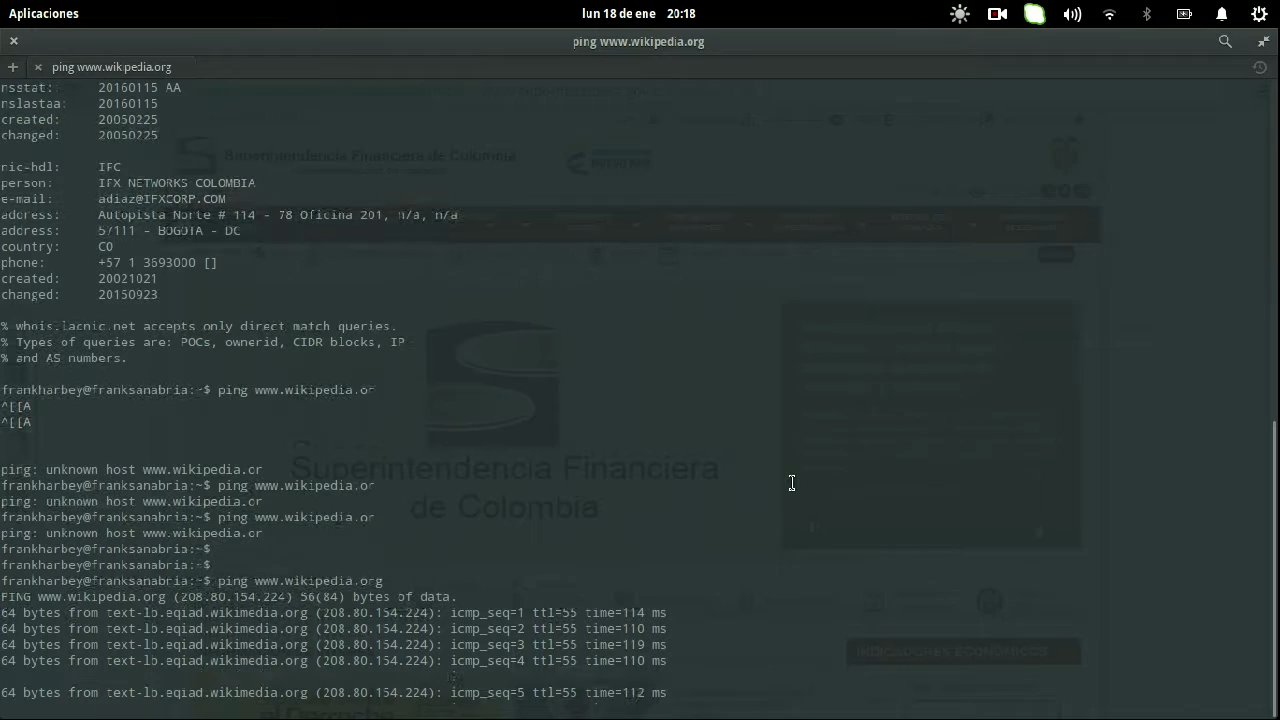 Aplicaciones
lun 18 de ene 20:18
ping www.wikipedia.org
ping www.wikipedia.org
nsstat: 20160115 AA
nslastaa: 20160115
created: 20050225
changed: 20050225
nic-hdl: IFC
person: IFX NETWORKS COLOMBIA
e-mail: adiaz@IFXCORP.COM
address: Autopista Norte # 114 - 78 Oficina 201, n/a, n/a
address: 57111 - BOGOTA - DC
country: CO
phone: +57 1 3693000 []
created: 20021021
changed: 20150923
% whois.lacnic.net accepts only direct match queries.
% Types of queries are: POCs, ownerid, CIDR blocks, IP
% and AS numbers.
frankharbey@franksanabria:~$ ping www.wikipedia.or
^[[A
^[[A
ping: unknown host www.wikipedia.or
frankharbey@franksanabria:~$ ping www.wikipedia.or
ping: unknown host www.wikipedia.or
frankharbey@franksanabria:~$ ping www.wikipedia.or
ping: unknown host www.wikipedia.or
frankharbey@franksanabria:~$
frankharbey@franksanabria:~$
frankharbey@franksanabria:~$ ping www.wikipedia.org
PING www.wikipedia.org (208.80.154.224) 56(84) bytes of data.
64 bytes from text-lb.eqiad.wikimedia.org (208.80.154.224): icmp_seq=1 ttl=55 time=114 ms
64 bytes from text-lb.eqiad.wikimedia.org (208.80.154.224): icmp_seq=2 ttl=55 time=110 ms
64 bytes from text-lb.eqiad.wikimedia.org (208.80.154.224): icmp_seq=3 ttl=55 time=119 ms
64 bytes from text-lb.eqiad.wikimedia.org (208.80.154.224): icmp_seq=4 ttl=55 time=110 ms
64 bytes from text-lb.eqiad.wikimedia.org (208.80.154.224): icmp_seq=5 ttl=55 time=112 ms
Superintendencia Financiera de Colombia
Superintendencia Financiera
de Colombia
INDICADORES ECONÓMICOS